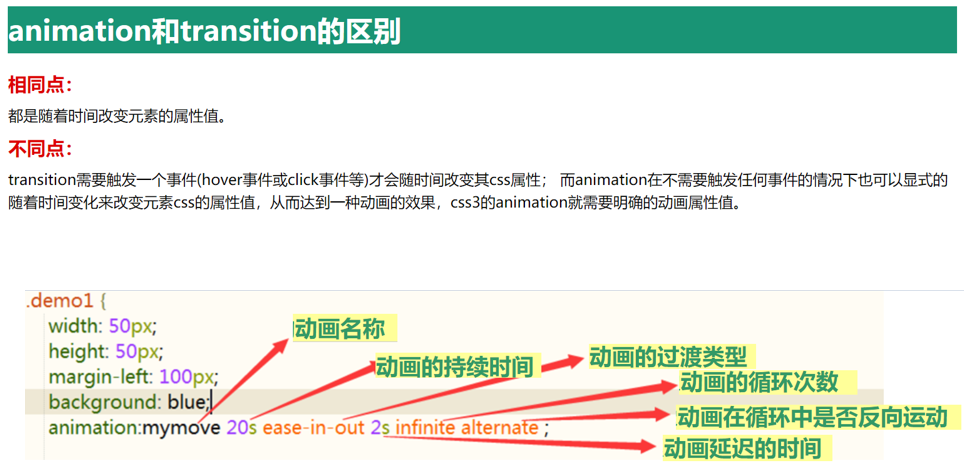 animation和transition的区别
相同点：
都是随着时间改变元素的属性值。
不同点：
transition需要触发一个事件(hover事件或click事件等)才会随时间改变其css属性； 而animation在不需要触发任何事件的情况下也可以显式的
随着时间变化来改变元素css的属性值，从而达到一种动画的效果，css3的animation就需要明确的动画属性值。
.demo1 {
width: 50px;
动画名称
height: 50px;
动画的过渡类型
动画的持续时间
margin-left: 100px;
动画的循环次数
background: blue;
动画在循环中是否反向运动
animation:mymove 20s ease-in-out 2s infinite alternate ;
动画延迟的时间